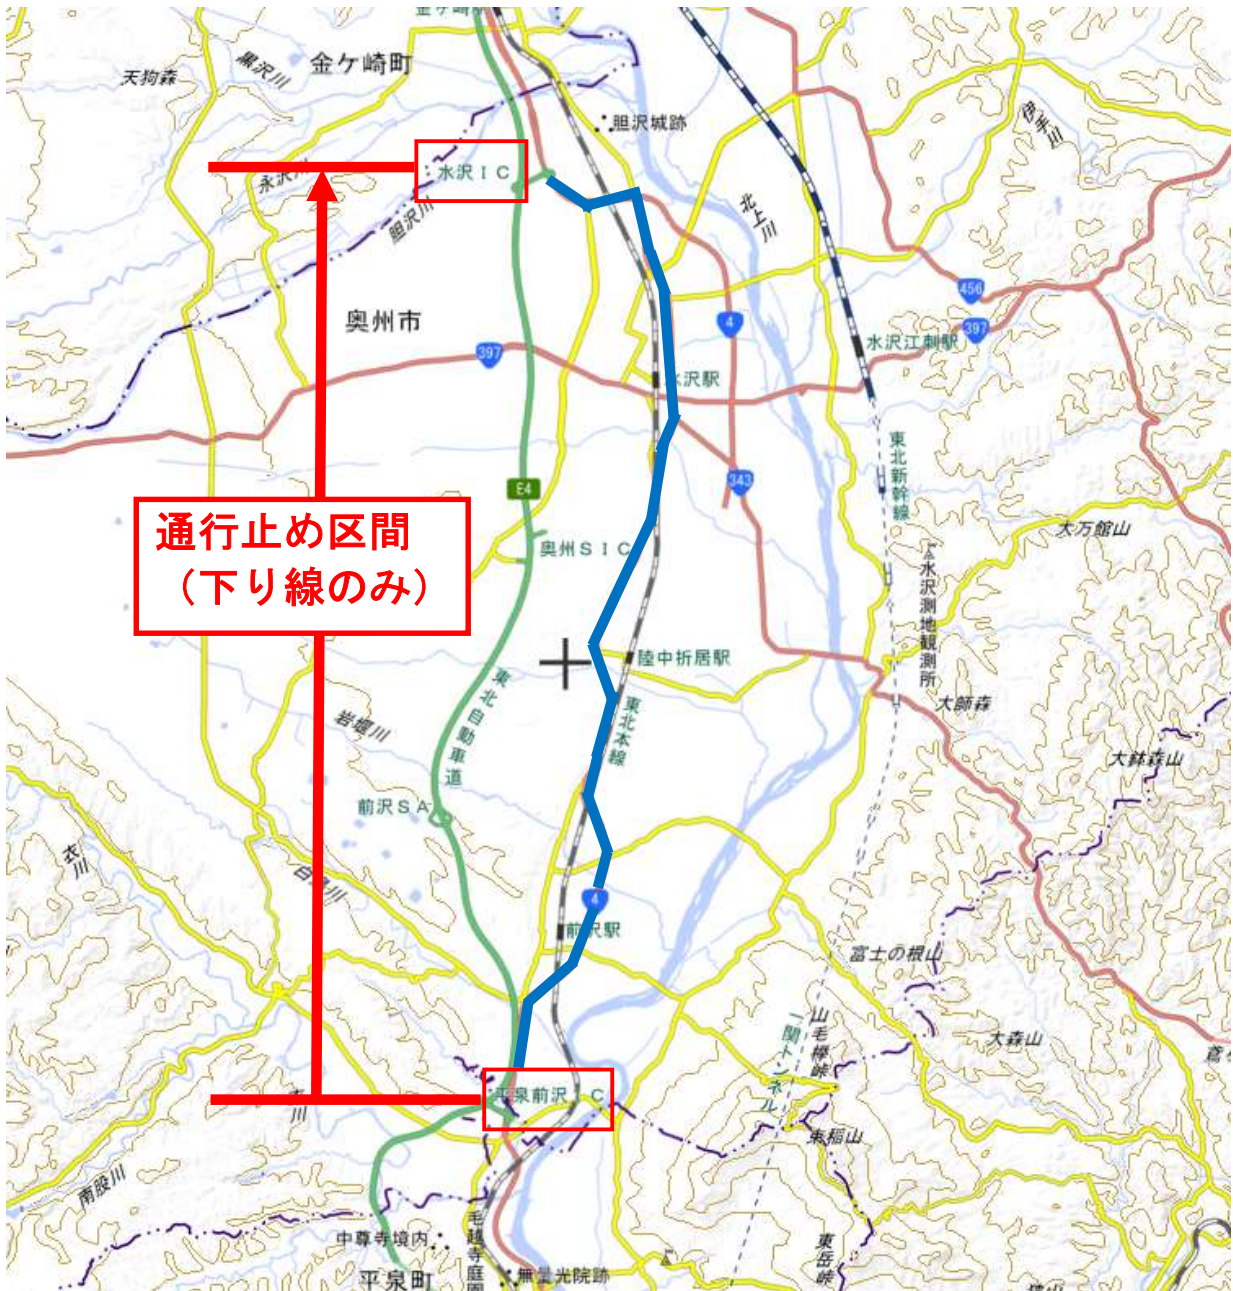 金ケ崎町
天狗森
黒沢川
胆沢城跡
伊手川
水沢IC
永沢川
胆沢川
北上川
奥州市
456
4
397
水沢江刺駅
397
水沢駅
東北新幹線
E4
343
通行止め区間
(下り線のみ)
奥州SIC
大万館山
水沢測地観測所
陸中折居駅
東北自動車道
東北本線
岩堰川
大師森
大鉢森山
前沢SA
衣川
白鳥川
4
前沢駅
富士の根山
山毛欅峠
一関トンネル
大森山
平泉前沢IC
束稲山
南股川
中尊寺境内
毛越寺庭園
東岳峠
平泉町
無量光院跡